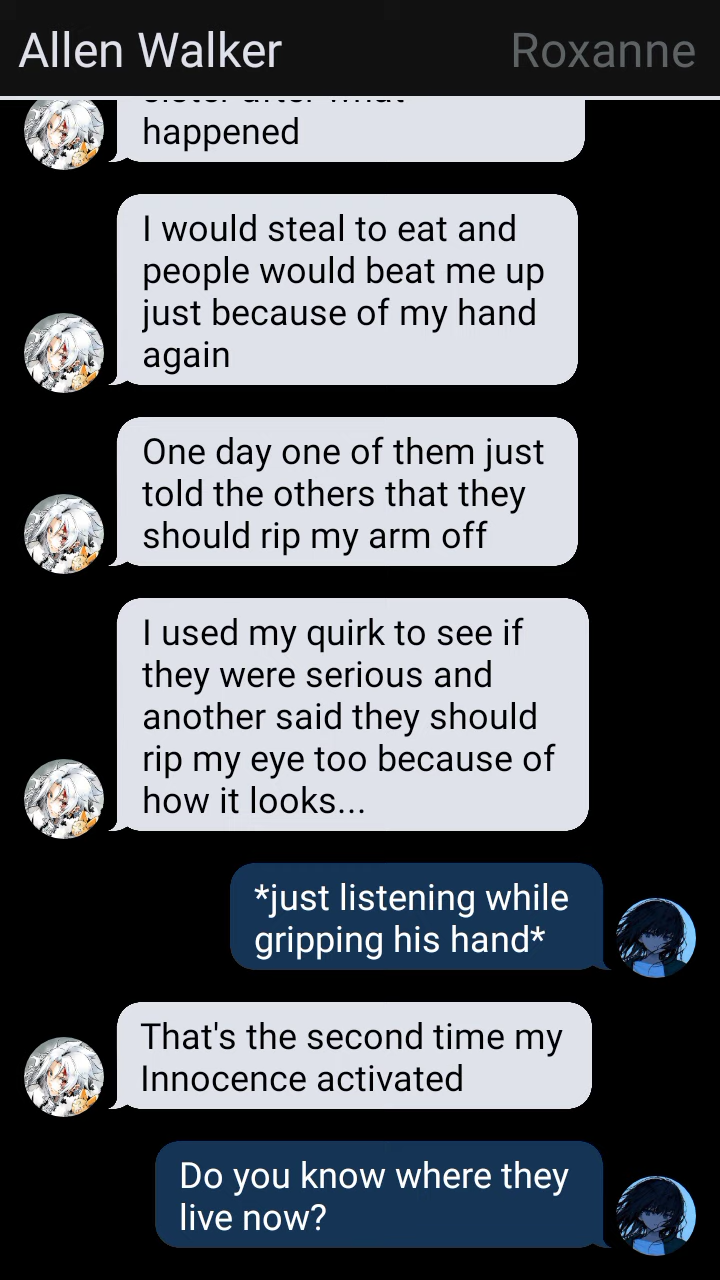 Allen Walker
Roxanne
happened
I would steal to eat and
people would beat me up
just because of my hand
again
One day one of them just
told the others that they
should rip my arm off
I used my quirk to see if
they were serious and
another said they should
rip my eye too because of
how it looks...
*just listening while
gripping his hand*
That's the second time my
Innocence activated
Do you know where they
live now?